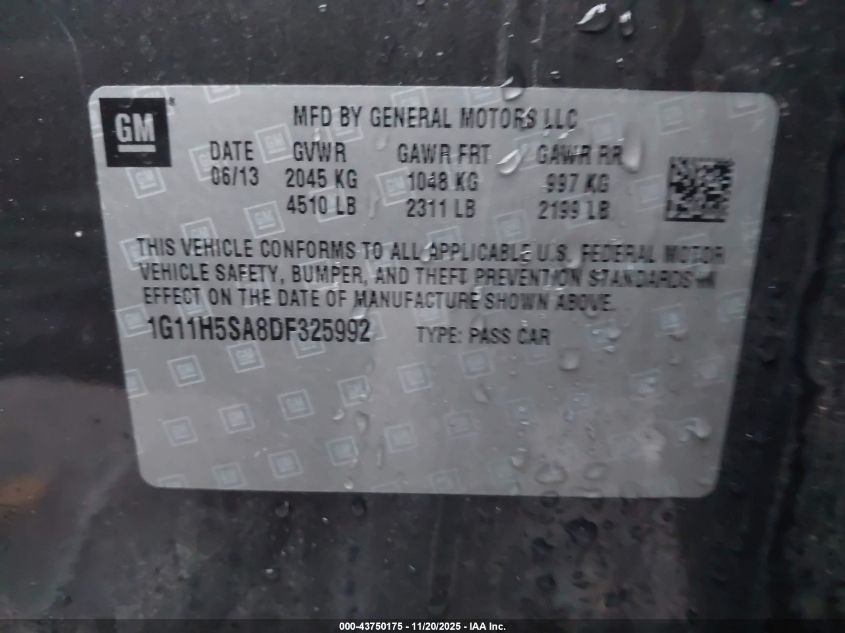 GM
MFD BY GENERAL MOTORS LLC
DATE GVWR GAWR FRT GAWR RR
06/13 2045 KG 1048 KG 997 KG
4510 LB 2311 LB 2199 LB
THIS VEHICLE CONFORMS TO ALL APPLICABLE U.S. FEDERAL MOTOR
VEHICLE SAFETY, BUMPER, AND THEFT PREVENTION STANDARDS IN
EFFECT ON THE DATE OF MANUFACTURE SHOWN ABOVE.
1G11H5SA8DF325992 TYPE: PASS CAR
000-43750175 - 11/20/2025 - IAA Inc.